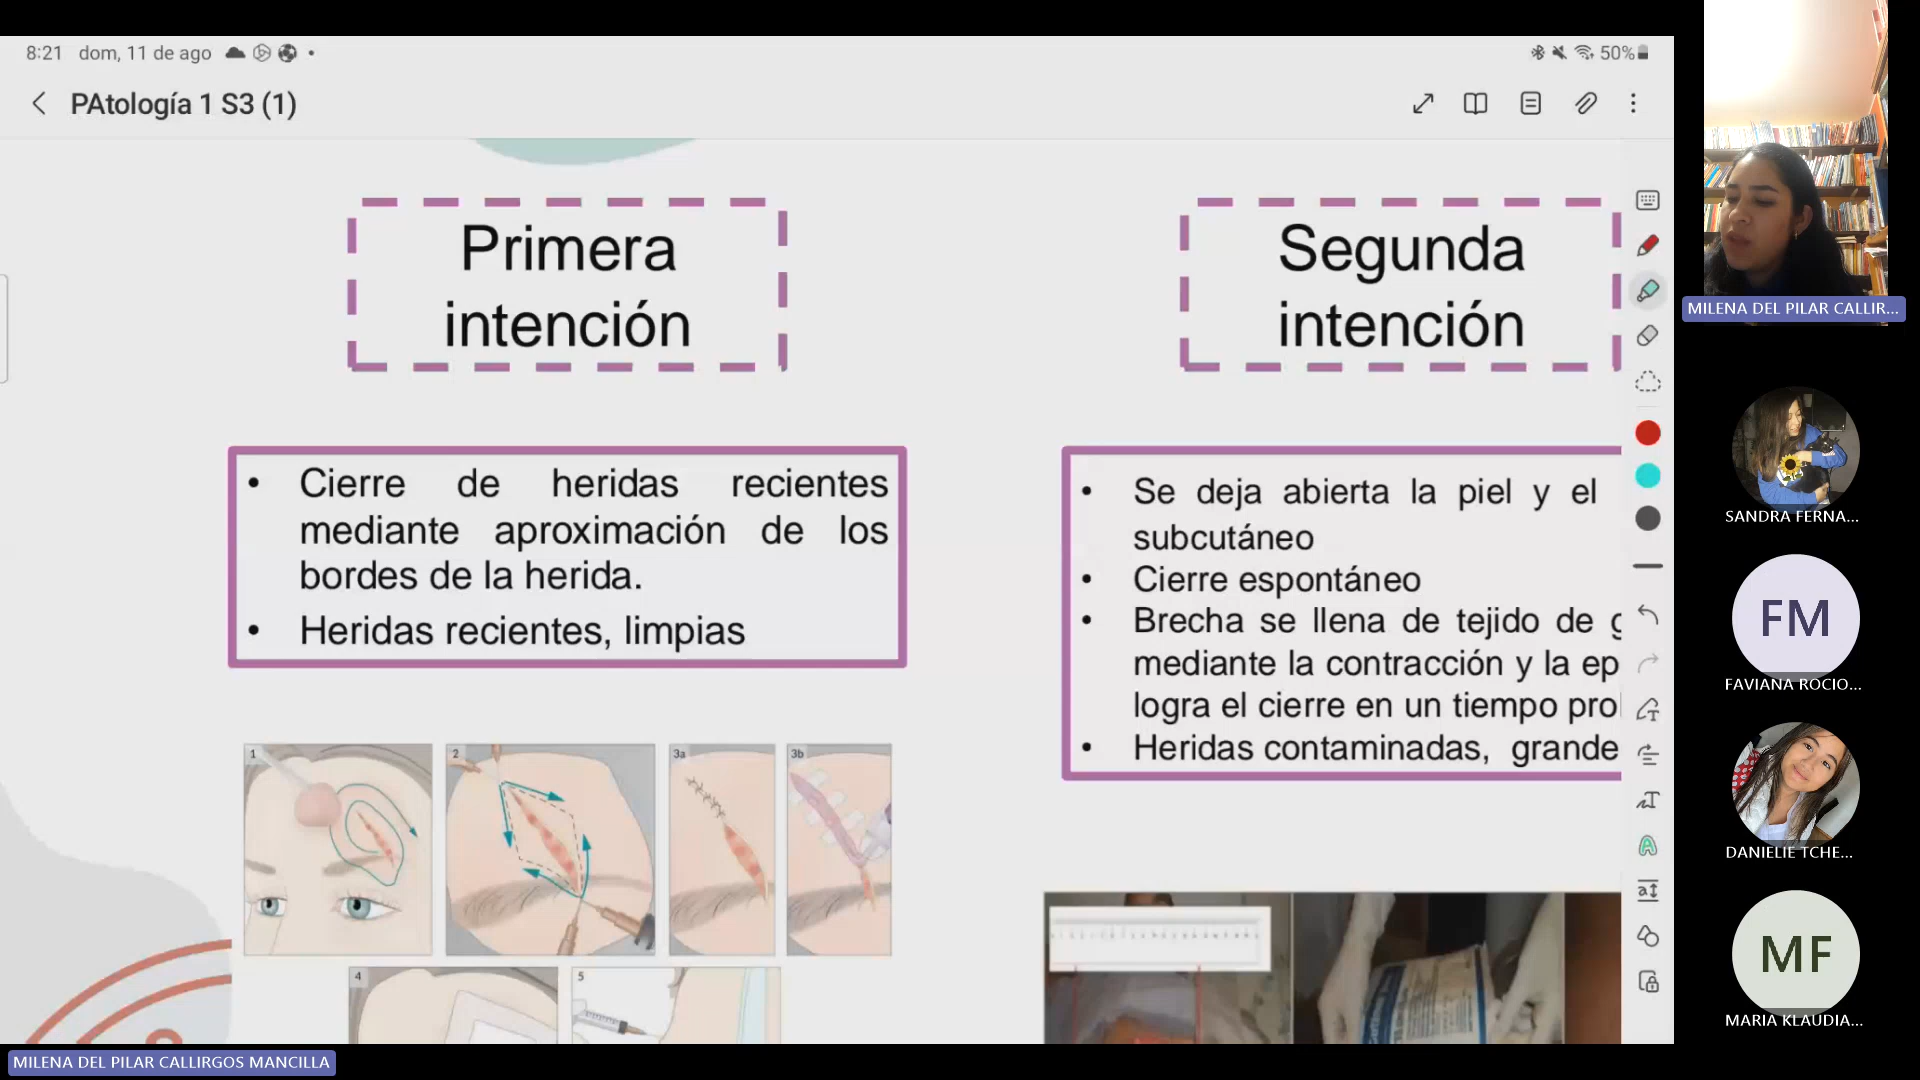 8:21 dom, 11 de ago
50%
PAtología 1 S3 (1)
Primera
intención
Segunda
intención
• Cierre de heridas recientes
mediante aproximación de los
bordes de la herida.
• Heridas recientes, limpias
• Se deja abierta la piel y el
subcutáneo
• Cierre espontáneo
• Brecha se llena de tejido de g
mediante la contracción y la ep
logra el cierre en un tiempo pro
• Heridas contaminadas, grande
1
2
3a
3b
4
5
MILENA DEL PILAR CALLIR...
SANDRA FERNA...
FM
FAVIANA ROCIO...
DANIELIE TCHE...
MF
MARIA KLAUDIA...
MILENA DEL PILAR CALLIRGOS MANCILLA